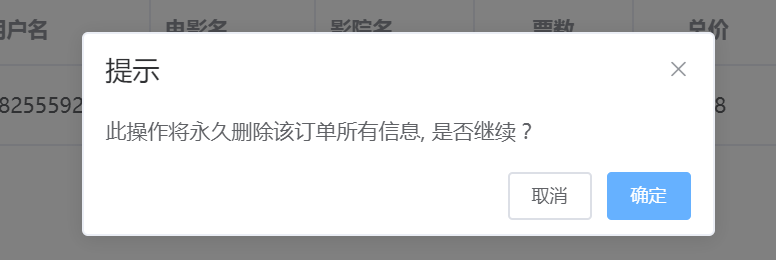 用户名 电影名 影院名 票数 总价
提示
8255592 8
此操作将永久删除该订单所有信息, 是否继续？
取消 确定